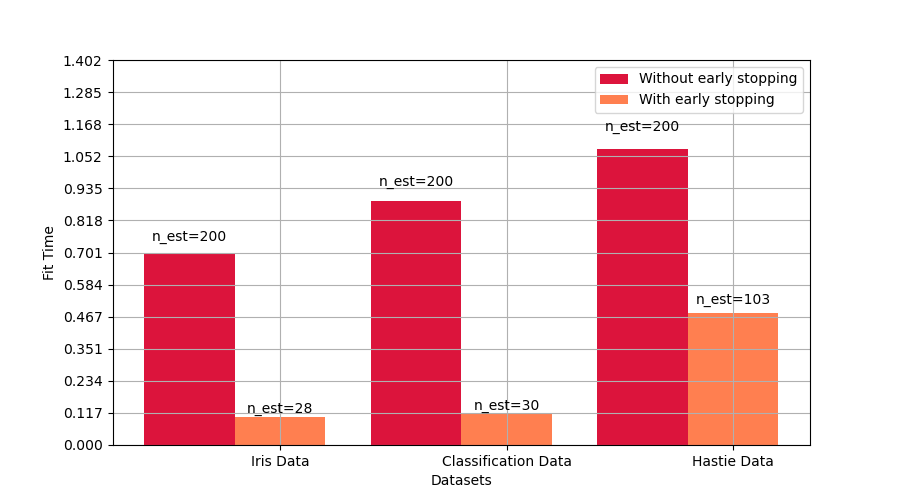 1.402
1.285
1.168
1.052
0.935
0.818
0.701
0.584
0.467
0.351
0.234
0.117
0.000
Fit Time
Without early stopping
With early stopping
n_est=200
n_est=28
n_est=200
n_est=30
n_est=200
n_est=103
Iris Data
Classification Data
Hastie Data
Datasets